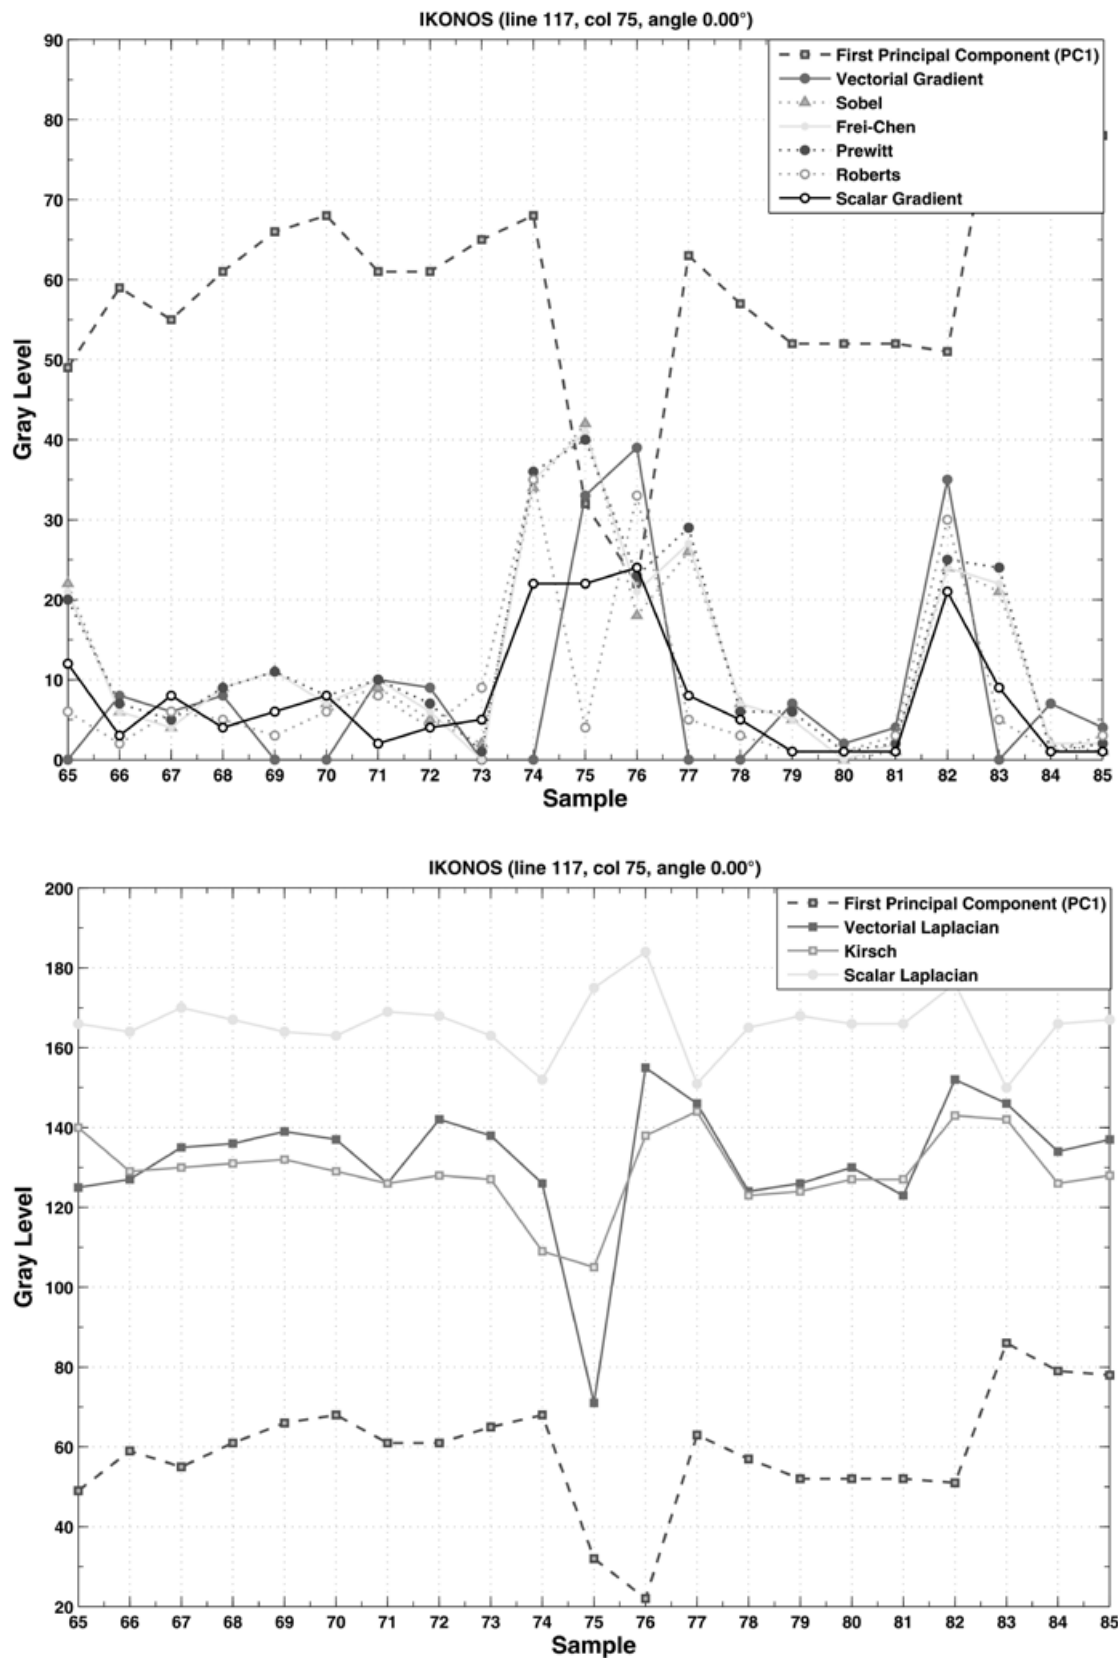 IKONOS (line 117, col 75, angle 0.00°)
90
80
70
60
50
40
30
20
10
0
Gray Level
First Principal Component (PC1)
Vectorial Gradient
Sobel
Frei-Chen
Prewitt
Roberts
Scalar Gradient
65 66 67 68 69 70 71 72 73 74 75 76 77 78 79 80 81 82 83 84 85
Sample
IKONOS (line 117, col 75, angle 0.00°)
200
180
160
140
120
100
80
60
40
20
Gray Level
First Principal Component (PC1)
Vectorial Laplacian
Kirsch
Scalar Laplacian
65 66 67 68 69 70 71 72 73 74 75 76 77 78 79 80 81 82 83 84 85
Sample